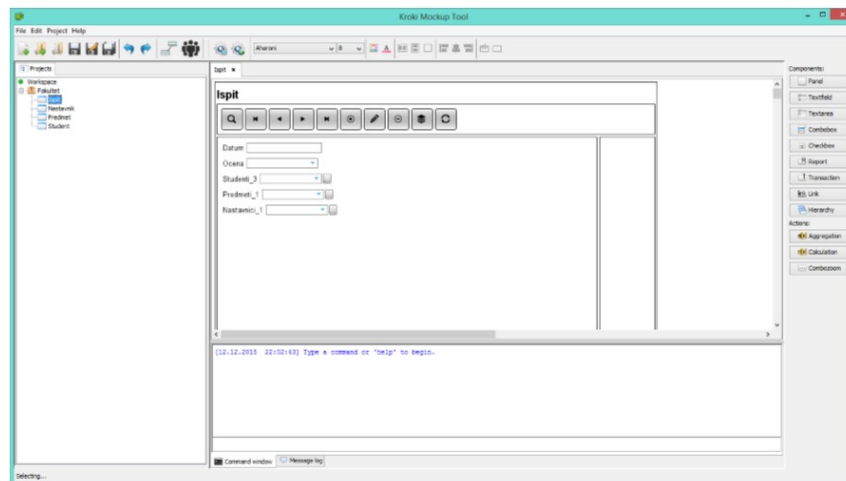 Kroki Mockup Tool
File Edit Project Help
Aharoni
8
Projects
Workspace
Fakultet
Ispit
Nastavnik
Predmet
Student
Ispit
Ispit
Datum
Ocena
Studenti_3
Predmeti_1
Nastavnici_1
[12.12.2015 22:02:43] Type a command or "help" to begin.
Command window
Message log
Components:
Panel
Textfield
Textarea
Combobox
Checkbox
Report
Transaction
Link
Hierarchy
Actions:
Aggregation
Calculation
Combozoom
Selecting...